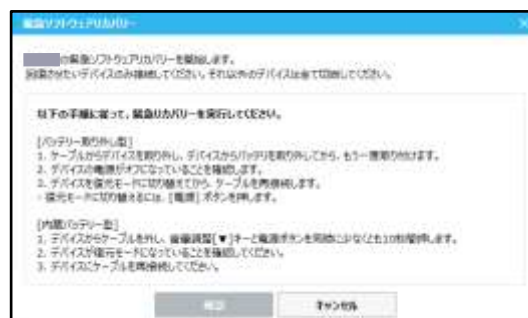 緊急ソフトウェアリカバリー
の緊急ソフトウェアリカバリーを開始します。
回復させたいデバイスのみ接続してください。それ以外のデバイスは全て切断してください。
以下の手順に従って、緊急リカバリーを実行してください。
[バッテリー取り外し型]
1. ケーブルからデバイスを取り外し、デバイスからバッテリを取り外してから、もう一度取り付けます。
2. デバイスの電源がオフになっていることを確認します。
3. デバイスを復元モードに切り替えてから、ケーブルを再接続します。
- 復元モードに切り替えるには、[電源] ボタンを押します。
[内蔵バッテリー型]
1. デバイスからケーブルを外し、音量調整[▼]キーと電源ボタンを同時に少なくとも10秒間押します。
2. デバイスが復元モードになっていることを確認してください。
3. デバイスにケーブルを再接続してください。
キャンセル